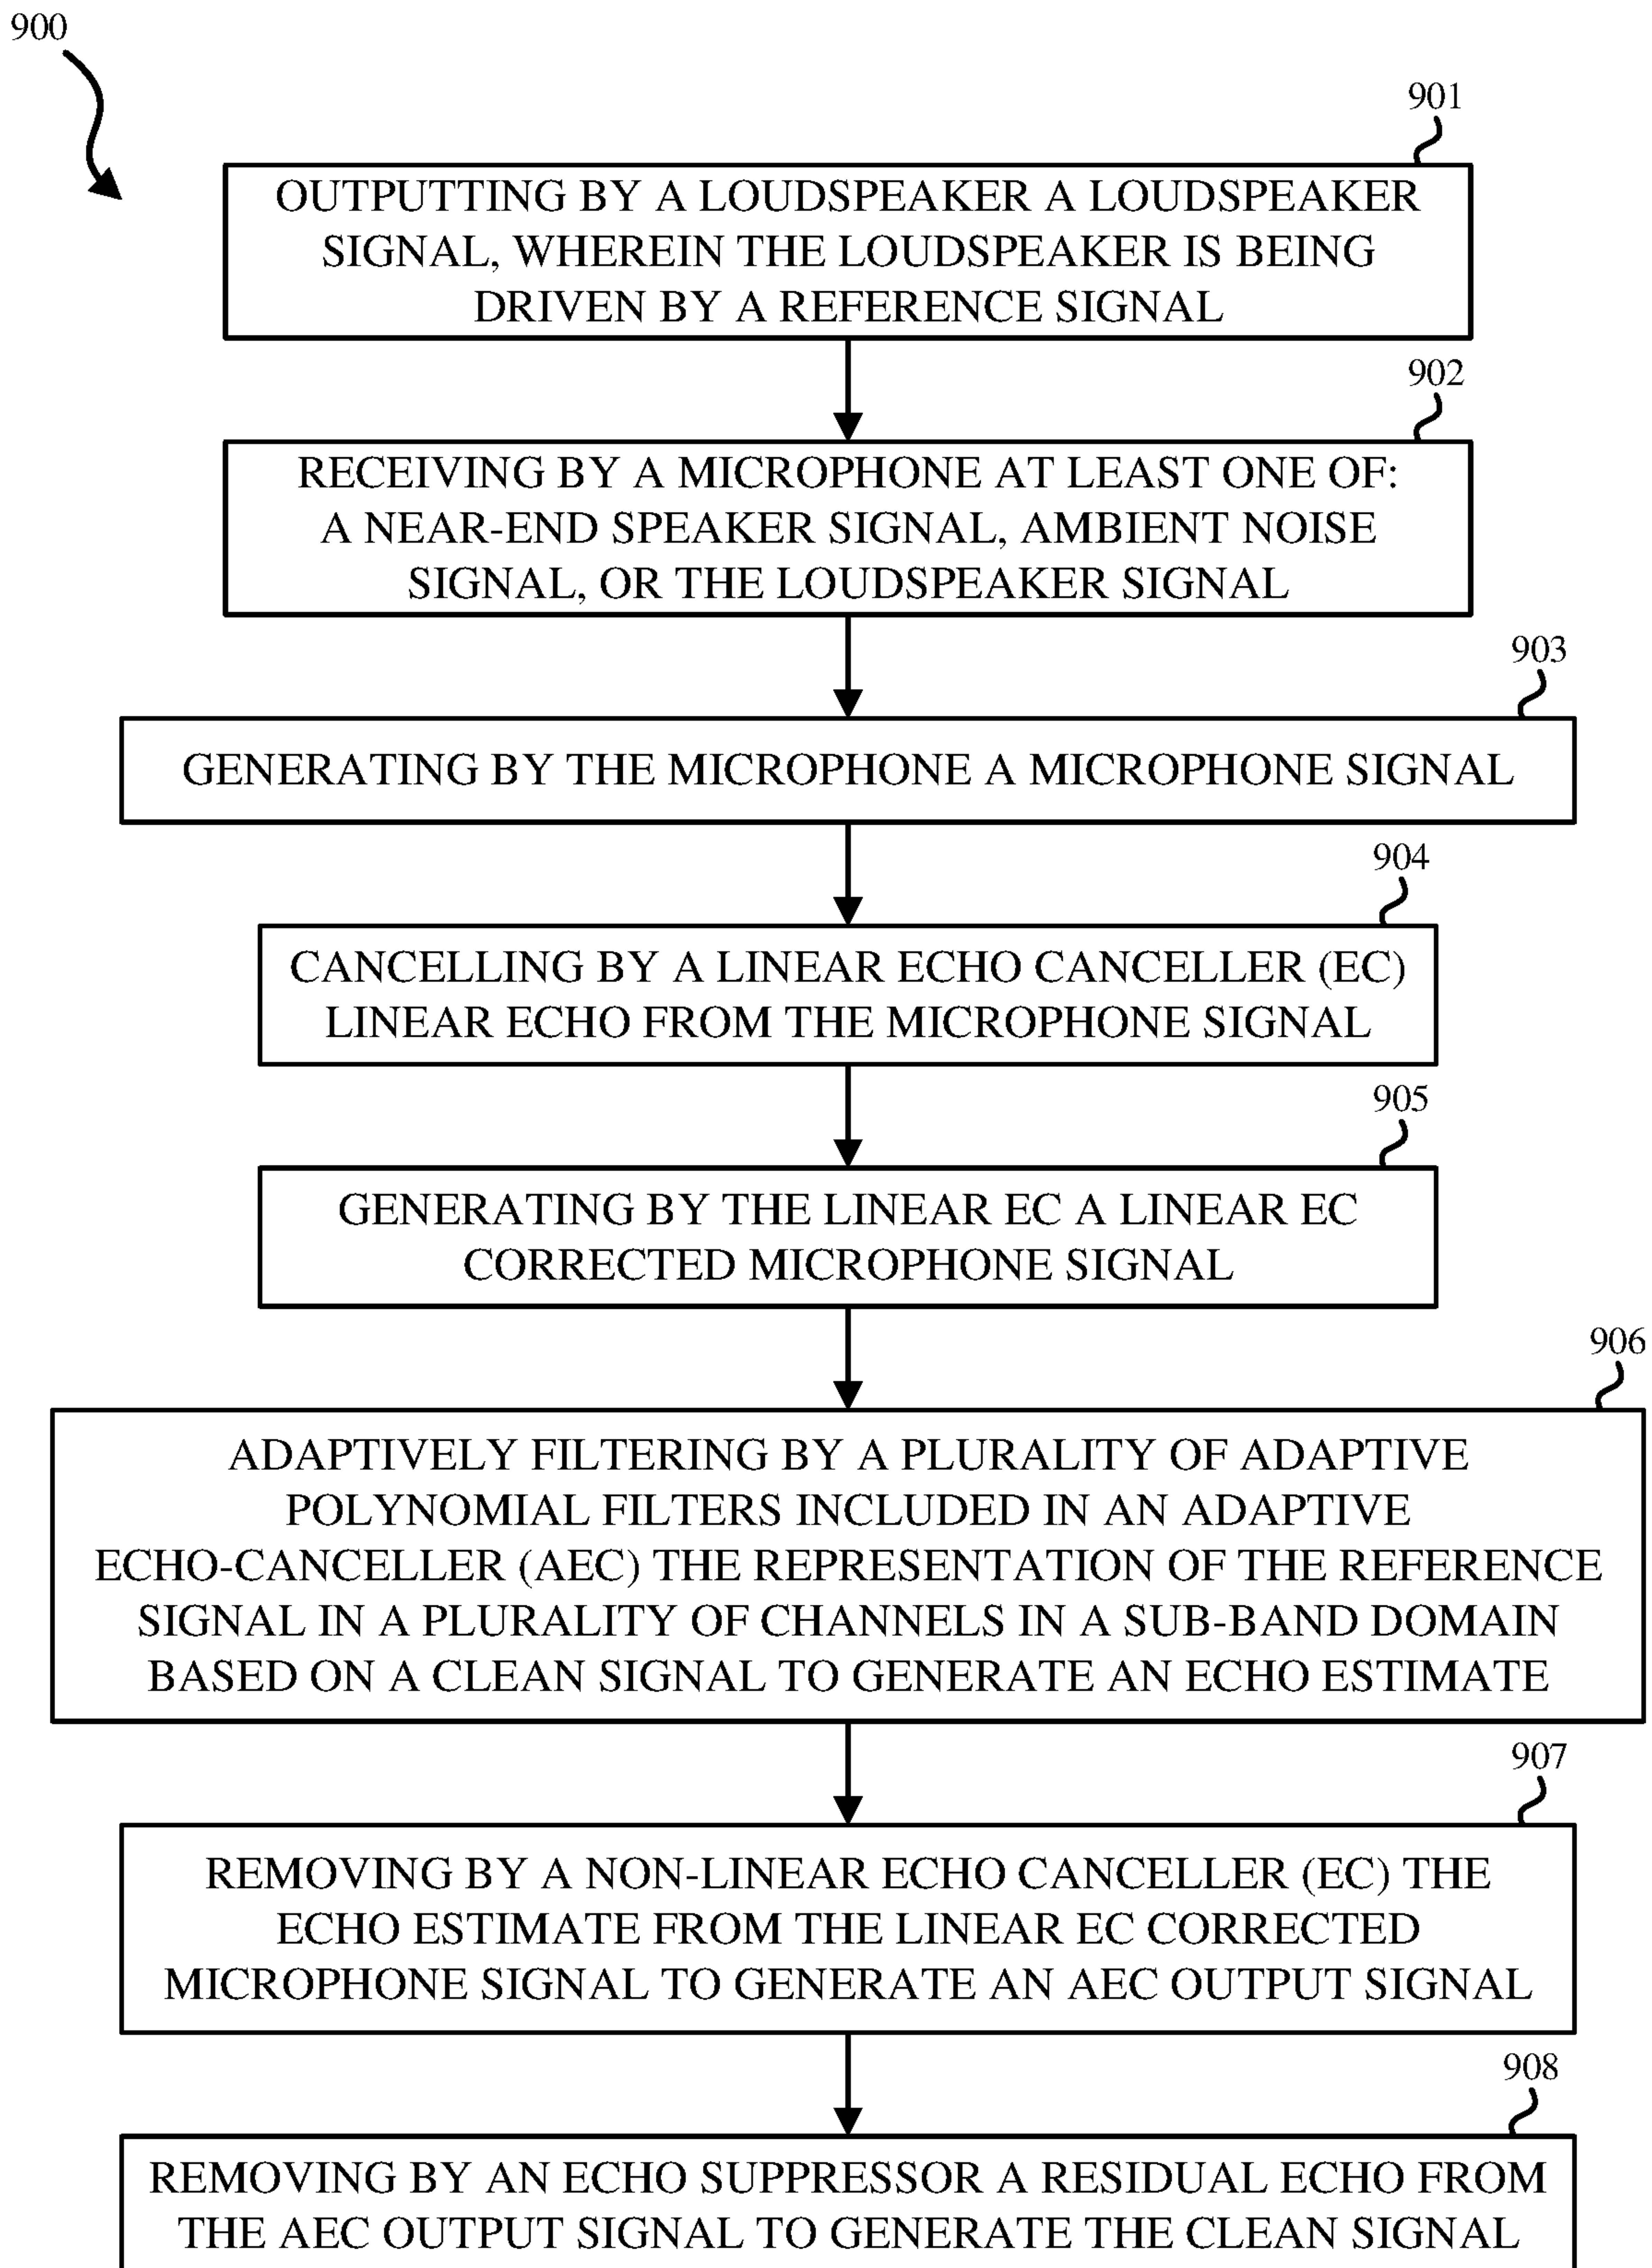 900
901
OUTPUTTING BY A LOUDSPEAKER A LOUDSPEAKER
SIGNAL, WHEREIN THE LOUDSPEAKER IS BEING
DRIVEN BY A REFERENCE SIGNAL
902
RECEIVING BY A MICROPHONE AT LEAST ONE OF:
A NEAR-END SPEAKER SIGNAL, AMBIENT NOISE
SIGNAL, OR THE LOUDSPEAKER SIGNAL
903
GENERATING BY THE MICROPHONE A MICROPHONE SIGNAL
904
CANCELLING BY A LINEAR ECHO CANCELLER (EC)
LINEAR ECHO FROM THE MICROPHONE SIGNAL
905
GENERATING BY THE LINEAR EC A LINEAR EC
CORRECTED MICROPHONE SIGNAL
906
ADAPTIVELY FILTERING BY A PLURALITY OF ADAPTIVE
POLYNOMIAL FILTERS INCLUDED IN AN ADAPTIVE
ECHO-CANCELLER (AEC) THE REPRESENTATION OF THE REFERENCE
SIGNAL IN A PLURALITY OF CHANNELS IN A SUB-BAND DOMAIN
BASED ON A CLEAN SIGNAL TO GENERATE AN ECHO ESTIMATE
907
REMOVING BY A NON-LINEAR ECHO CANCELLER (EC) THE
ECHO ESTIMATE FROM THE LINEAR EC CORRECTED
MICROPHONE SIGNAL TO GENERATE AN AEC OUTPUT SIGNAL
908
REMOVING BY AN ECHO SUPPRESSOR A RESIDUAL ECHO FROM
THE AEC OUTPUT SIGNAL TO GENERATE THE CLEAN SIGNAL